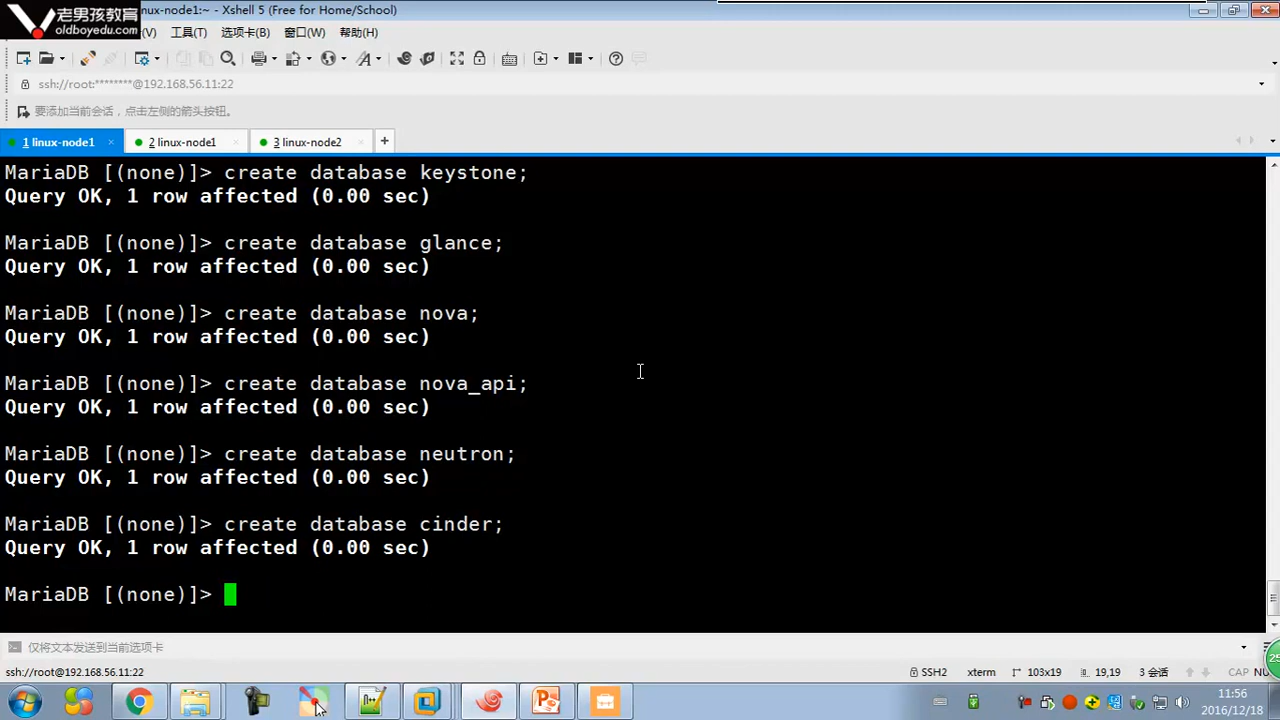 老男孩教育
oldboyedu.com
inux-node1:~ - Xshell 5 (Free for Home/School)
(V) 工具(T) 选项卡(B) 窗口(W) 帮助(H)
ssh://root:********@192.168.56.11:22
要添加当前会话，点击左侧的箭头按钮。
1 linux-node1 × 2 linux-node1 × 3 linux-node2 × +
MariaDB [(none)]> create database keystone;
Query OK, 1 row affected (0.00 sec)
MariaDB [(none)]> create database glance;
Query OK, 1 row affected (0.00 sec)
MariaDB [(none)]> create database nova;
Query OK, 1 row affected (0.00 sec)
MariaDB [(none)]> create database nova_api;
Query OK, 1 row affected (0.00 sec)
MariaDB [(none)]> create database neutron;
Query OK, 1 row affected (0.00 sec)
MariaDB [(none)]> create database cinder;
Query OK, 1 row affected (0.00 sec)
MariaDB [(none)]>
仅将文本发送到当前选项卡
ssh://root@192.168.56.11:22 SSH2 xterm 103x19 19,19 3 会话 CAP NU
25
11:56
2016/12/18